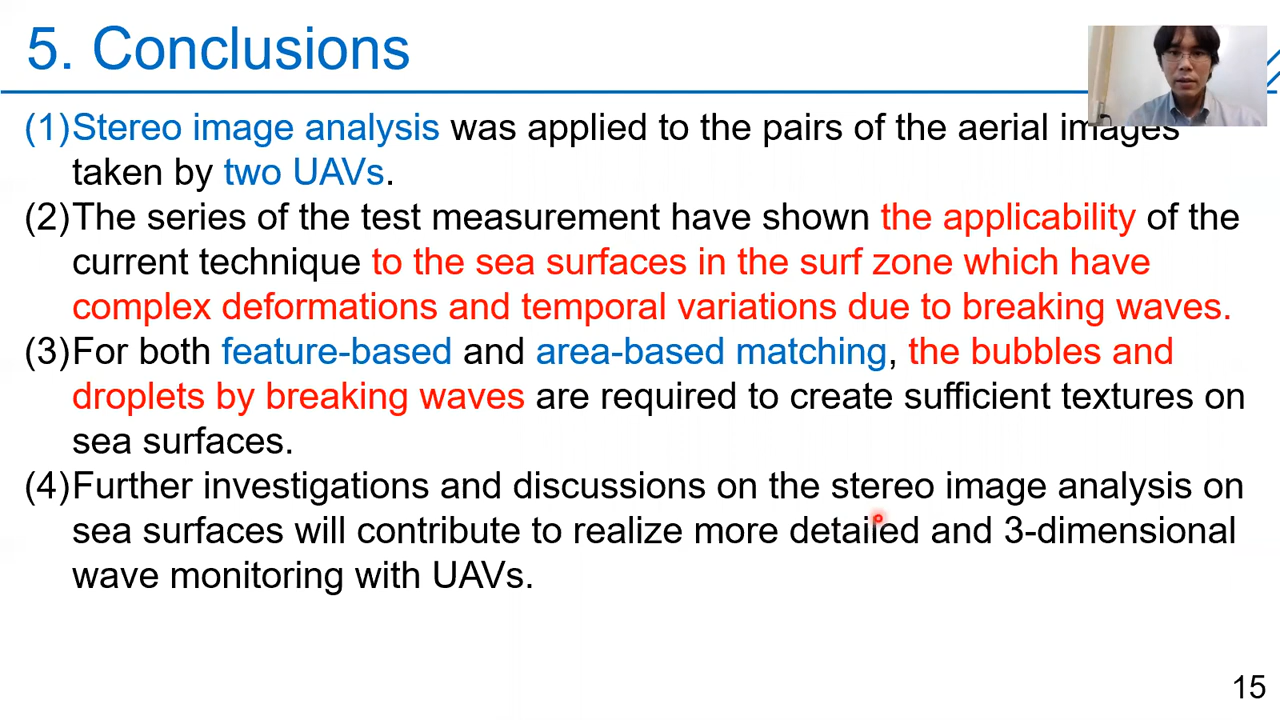 5. Conclusions
(1) Stereo image analysis was applied to the pairs of the aerial images
taken by two UAVs.
(2) The series of the test measurement have shown the applicability of the
current technique to the sea surfaces in the surf zone which have
complex deformations and temporal variations due to breaking waves.
(3) For both feature-based and area-based matching, the bubbles and
droplets by breaking waves are required to create sufficient textures on
sea surfaces.
(4) Further investigations and discussions on the stereo image analysis on
sea surfaces will contribute to realize more detailed and 3-dimensional
wave monitoring with UAVs.
15